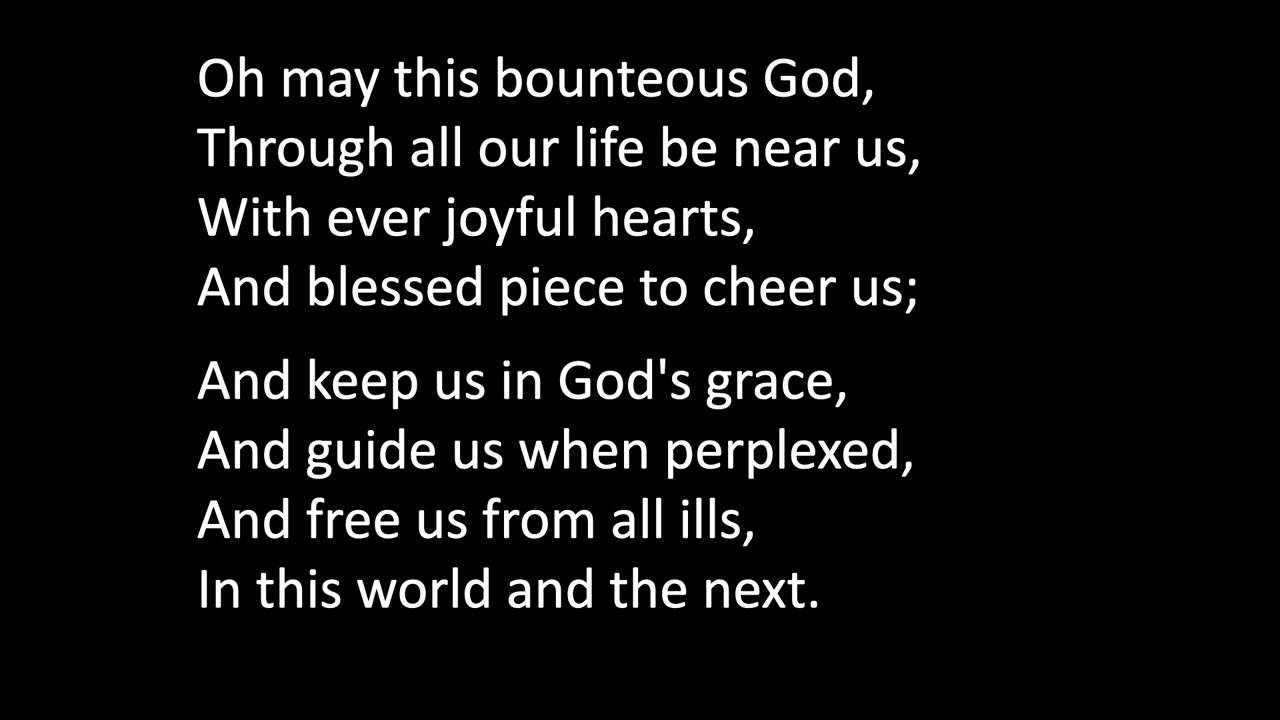 Oh may this bounteous God,
Through all our life be near us,
With ever joyful hearts,
And blessed piece to cheer us;
And keep us in God's grace,
And guide us when perplexed,
And free us from all ills,
In this world and the next.